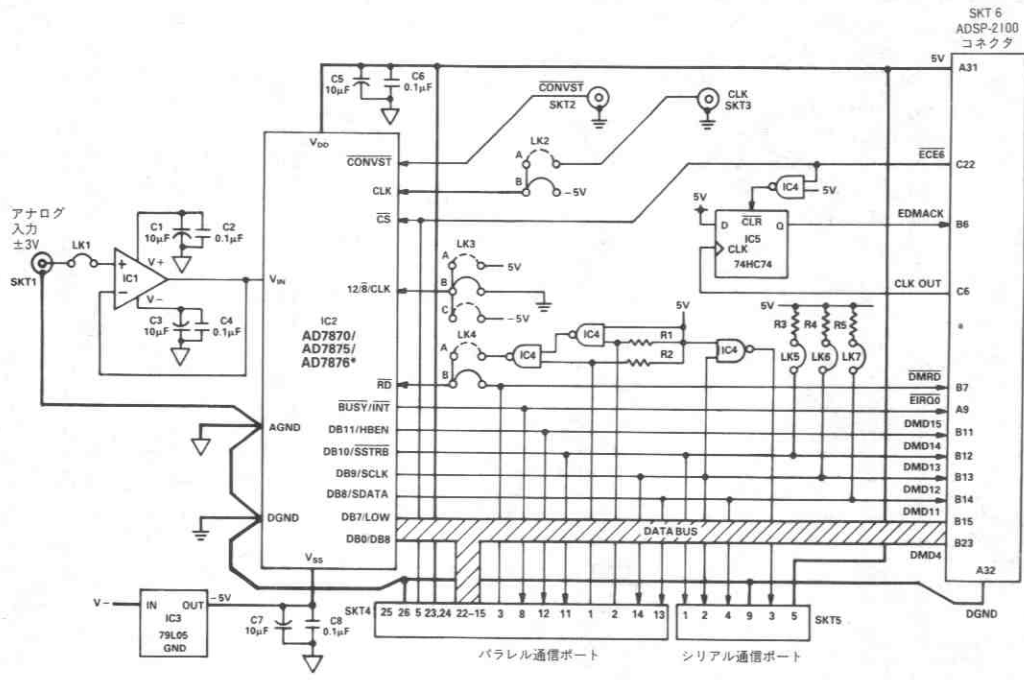 SKT 6
ADSP-2100
コネクタ
5V
A31
C5
10μF
C6
0.1μF
CONVST
SKT2
CLK
SKT3
VDD
CONVST
LK2
A
B
-5V
CLK
CS
ECE6
C22
IC4
5V
5V
D
CLR
Q
IC5
CLK
74HC74
EDMACK
B6
CLK OUT
C6
アナログ
入力
±3V
SKT1
LK1
C1
10μF
C2
0.1μF
V+
IC1
V-
C3
10μF
C4
0.1μF
VIN
IC2
AD7870/
AD7875/
AD7876*
12/8/CLK
LK3
A
5V
B
C
-5V
LK4
A
B
IC4
IC4
5V
R1
R2
IC4
5V
R3
R4
R5
LK5
LK6
LK7
*
RD
DMRD
B7
BUSY/INT
EIRQ0
A9
DB11/HBEN
DMD15
B11
DB10/SSTRB
DMD14
B12
DB9/SCLK
DMD13
B13
DB8/SDATA
DMD12
B14
DB7/LOW
DMD11
B15
DB0/DB8
DATA BUS
B23
DMD4
AGND
DGND
VSS
A32
DGND
V-
IN
OUT
-5V
IC3
79L05
GND
C7
10μF
C8
0.1μF
SKT4
25 26 5 23,24 22-15 3 8 12 11 1 2 14 13
1 2 4 9 3 5
SKT5
パラレル通信ポート
シリアル通信ポート